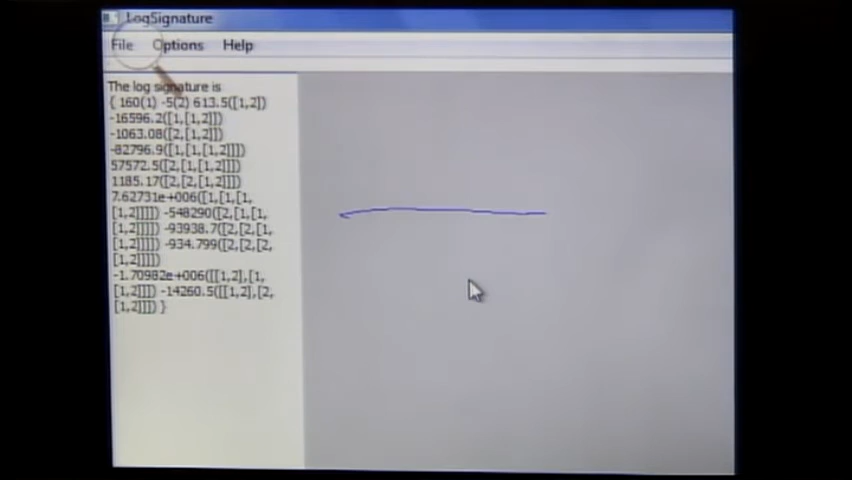 LogSignature
File Options Help
The log signature is
{ 160(1) -5(2) 613.5([1,2])
-16596.2([1,[1,2]])
-1063.08([2,[1,2]])
-82796.9([1,[1,[1,2]]])
57572.5([2,[1,[1,2]]])
1185.17([2,[2,[1,2]]])
7.62731e+006([1,[1,[1,
[1,2]]]]) -548290([2,[1,[1,
[1,2]]]]) -93938.7([2,[2,[1,
[1,2]]]]) -934.799([2,[2,[2,
[1,2]]]])
-1.70982e+006([[1,2],[1,
[1,2]]]) -14260.5([[1,2],[2,
[1,2]]]) }